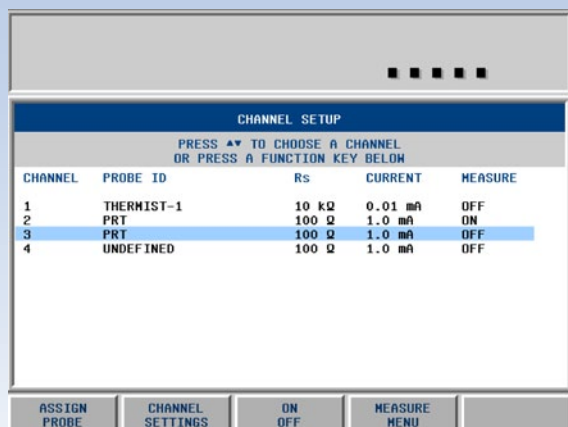 CHANNEL SETUP
PRESS ▲▼ TO CHOOSE A CHANNEL
OR PRESS A FUNCTION KEY BELOW
CHANNEL PROBE ID Rs CURRENT MEASURE
1 THERMIST-1 10 kΩ 0.01 mA OFF
2 PRT 100 Ω 1.0 mA ON
3 PRT 100 Ω 1.0 mA OFF
4 UNDEFINED 100 Ω 1.0 mA OFF
ASSIGN PROBE
CHANNEL SETTINGS
ON OFF
MEASURE MENU